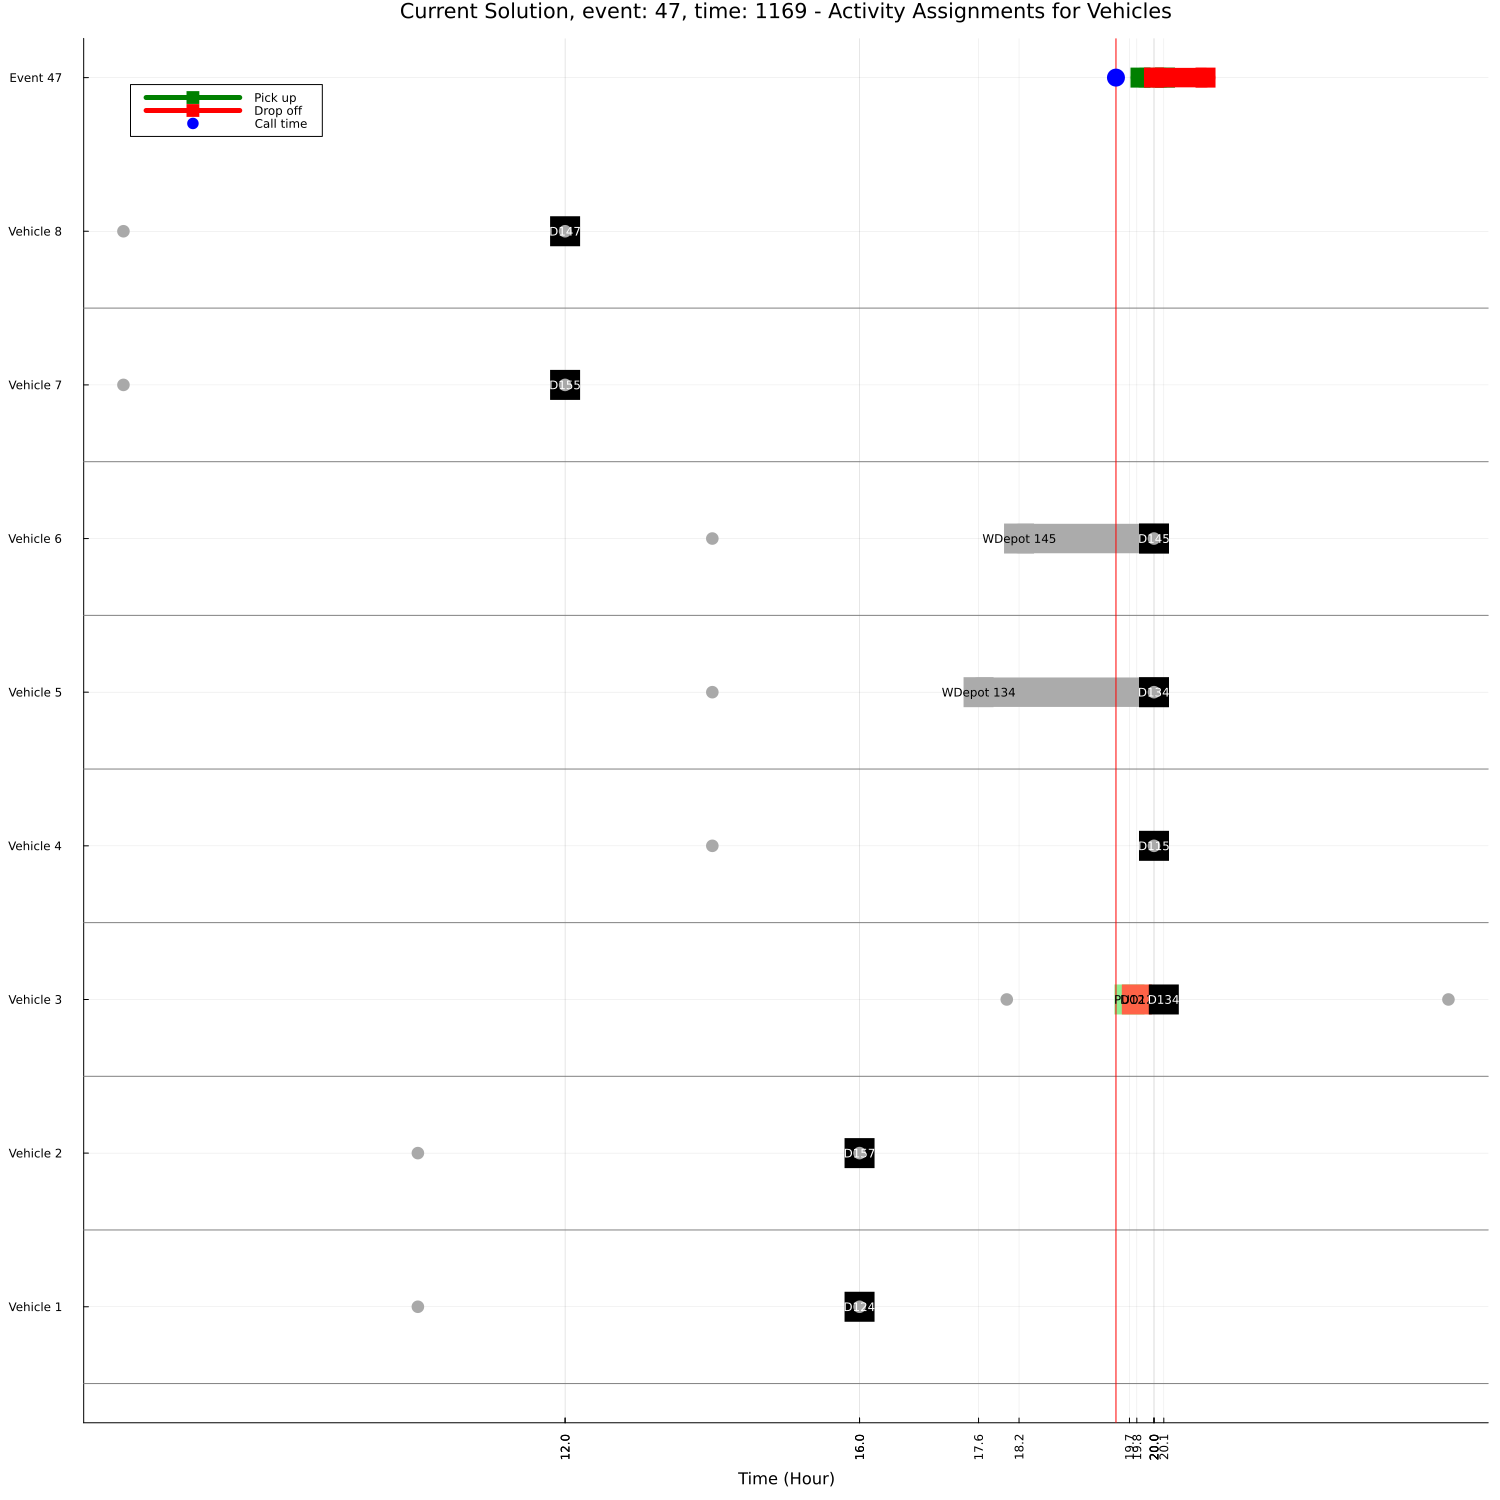 Current Solution, event: 47, time: 1169 - Activity Assignments for Vehicles
Event 47
Pick up
Drop off
Call time
Vehicle 8
D147
Vehicle 7
D155
Vehicle 6
WDepot 145
D145
Vehicle 5
WDepot 134
D134
Vehicle 4
D115
Vehicle 3
D134
Vehicle 2
D157
Vehicle 1
D124
12.0
16.0
17.6
18.2
19.7
19.8
20.0
20.1
Time (Hour)